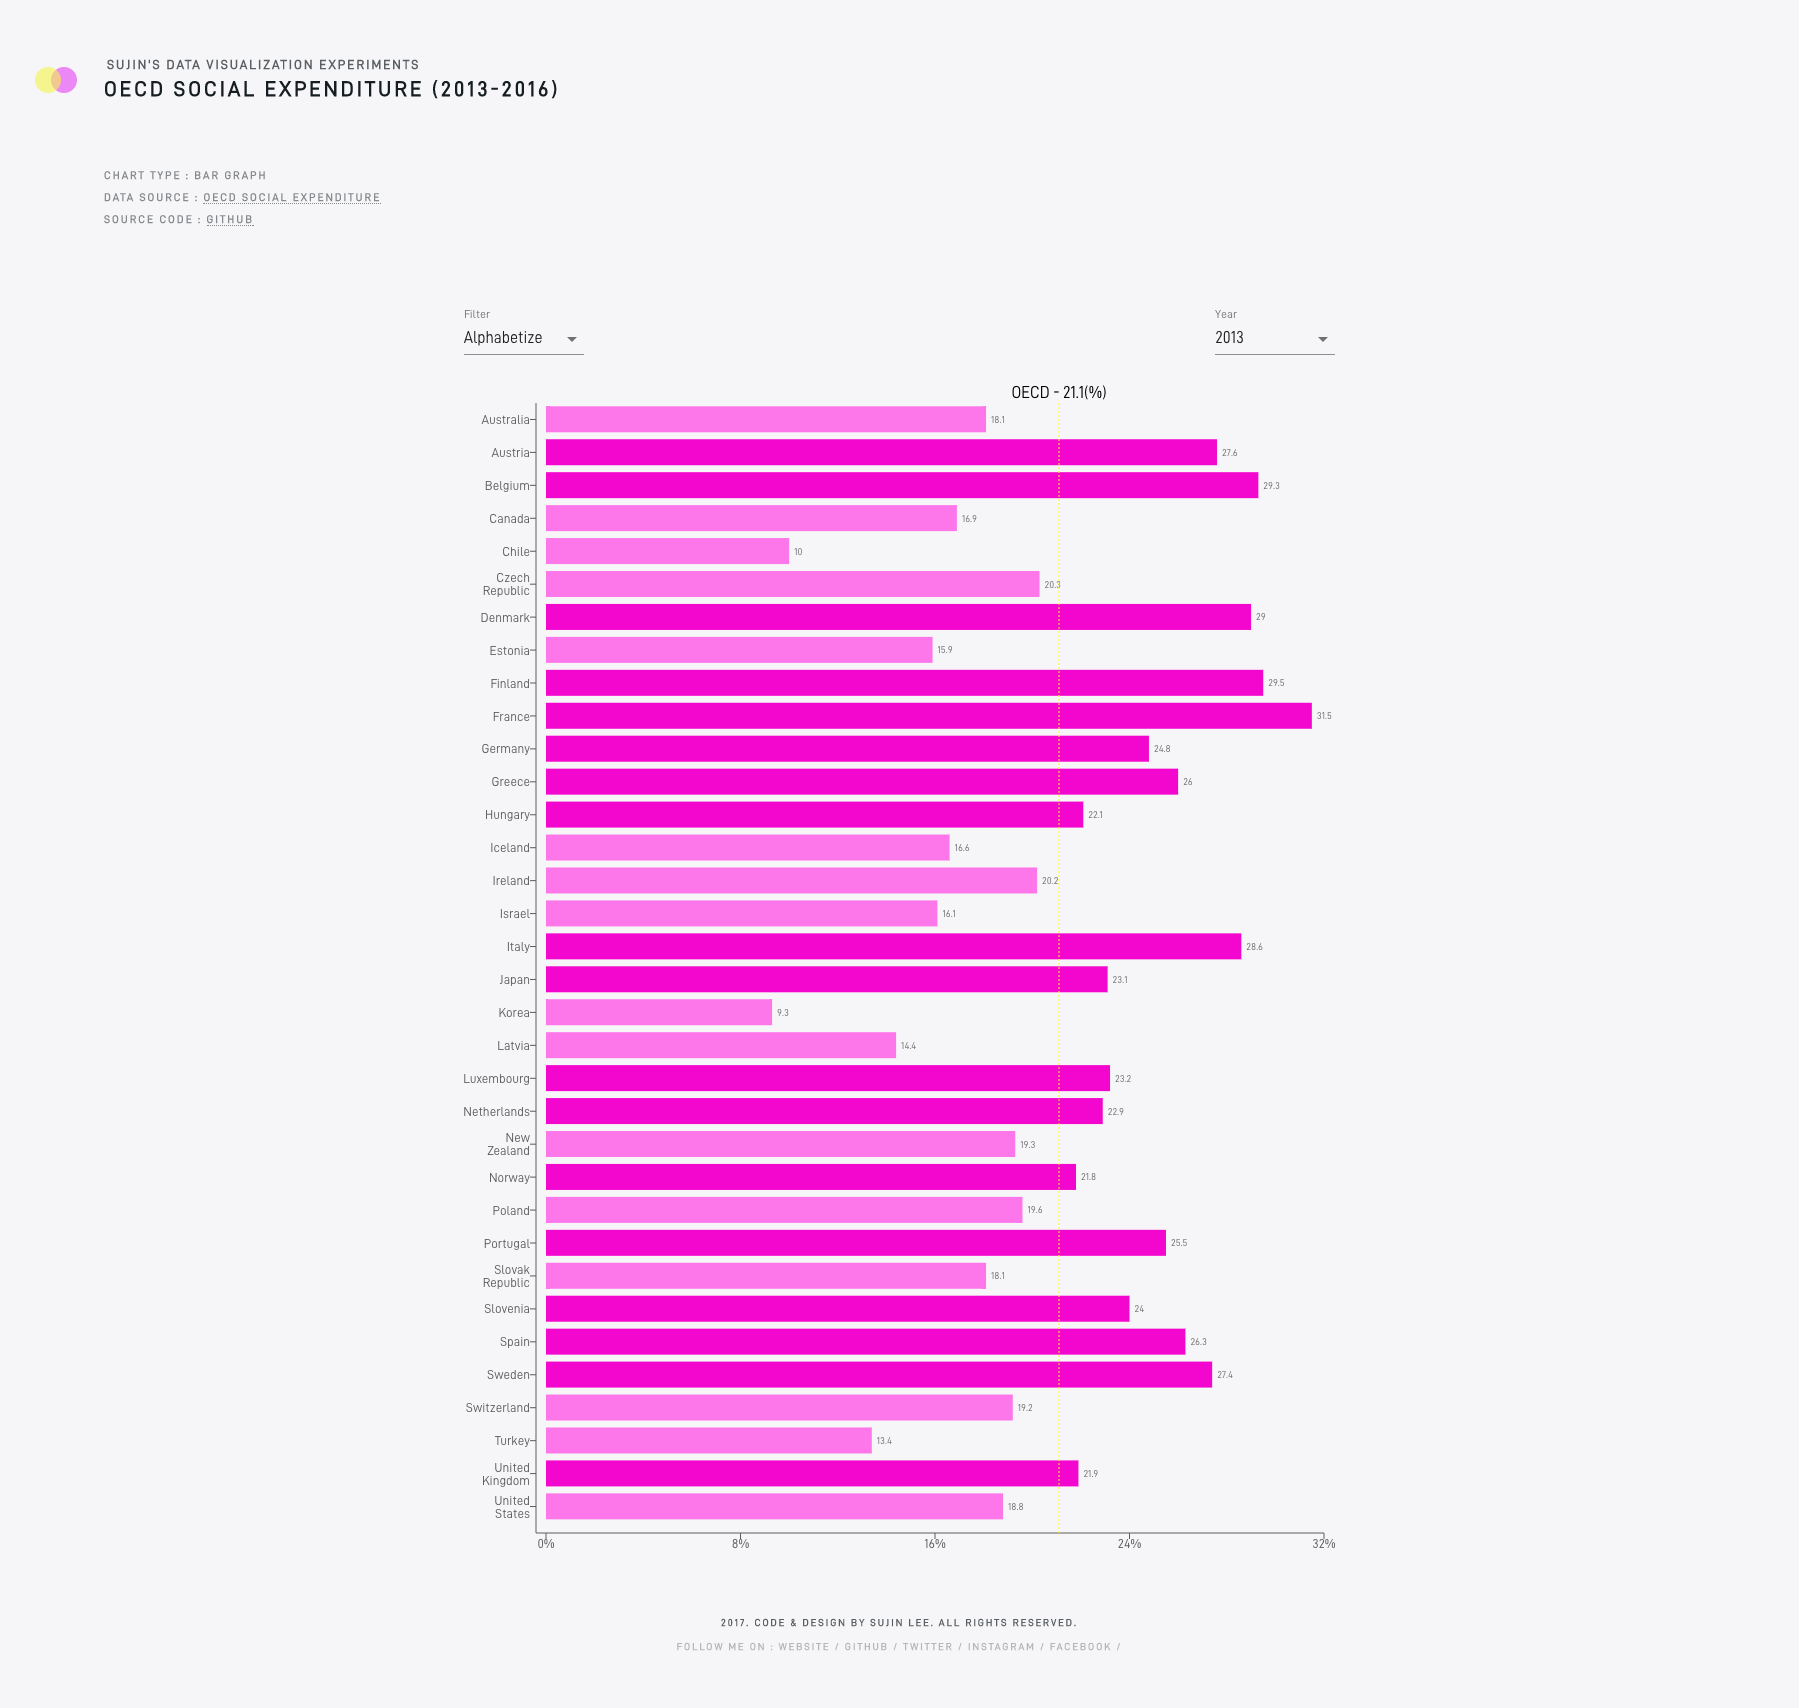 SUJIN'S DATA VISUALIZATION EXPERIMENTS
OECD SOCIAL EXPENDITURE (2013-2016)
CHART TYPE : BAR GRAPH
DATA SOURCE : OECD SOCIAL EXPENDITURE
SOURCE CODE : GITHUB
Filter
Alphabetize
Year
2013
OECD - 21.1(%)
Australia 18.1
Austria 27.6
Belgium 29.3
Canada 16.9
Chile 10
Czech
Republic 20.3
Denmark 29
Estonia 15.9
Finland 29.5
France 31.5
Germany 24.8
Greece 26
Hungary 22.1
Iceland 16.6
Ireland 20.2
Israel 16.1
Italy 28.6
Japan 23.1
Korea 9.3
Latvia 14.4
Luxembourg 23.2
Netherlands 22.9
New
Zealand 19.3
Norway 21.8
Poland 19.6
Portugal 25.5
Slovak
Republic 18.1
Slovenia 24
Spain 26.3
Sweden 27.4
Switzerland 19.2
Turkey 13.4
United
Kingdom 21.9
United
States 18.8
0% 8% 16% 24% 32%
2017. CODE & DESIGN BY SUJIN LEE. ALL RIGHTS RESERVED.
FOLLOW ME ON : WEBSITE / GITHUB / TWITTER / INSTAGRAM / FACEBOOK /